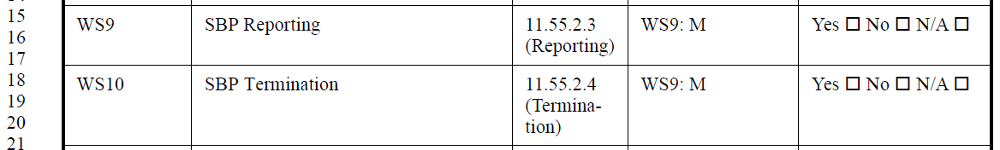 15
16
17
18
19
20
21
WS9 SBP Reporting 11.55.2.3 WS9: M Yes ☐ No ☐ N/A ☐
(Reporting)
WS10 SBP Termination 11.55.2.4 WS9: M Yes ☐ No ☐ N/A ☐
(Termina-
tion)